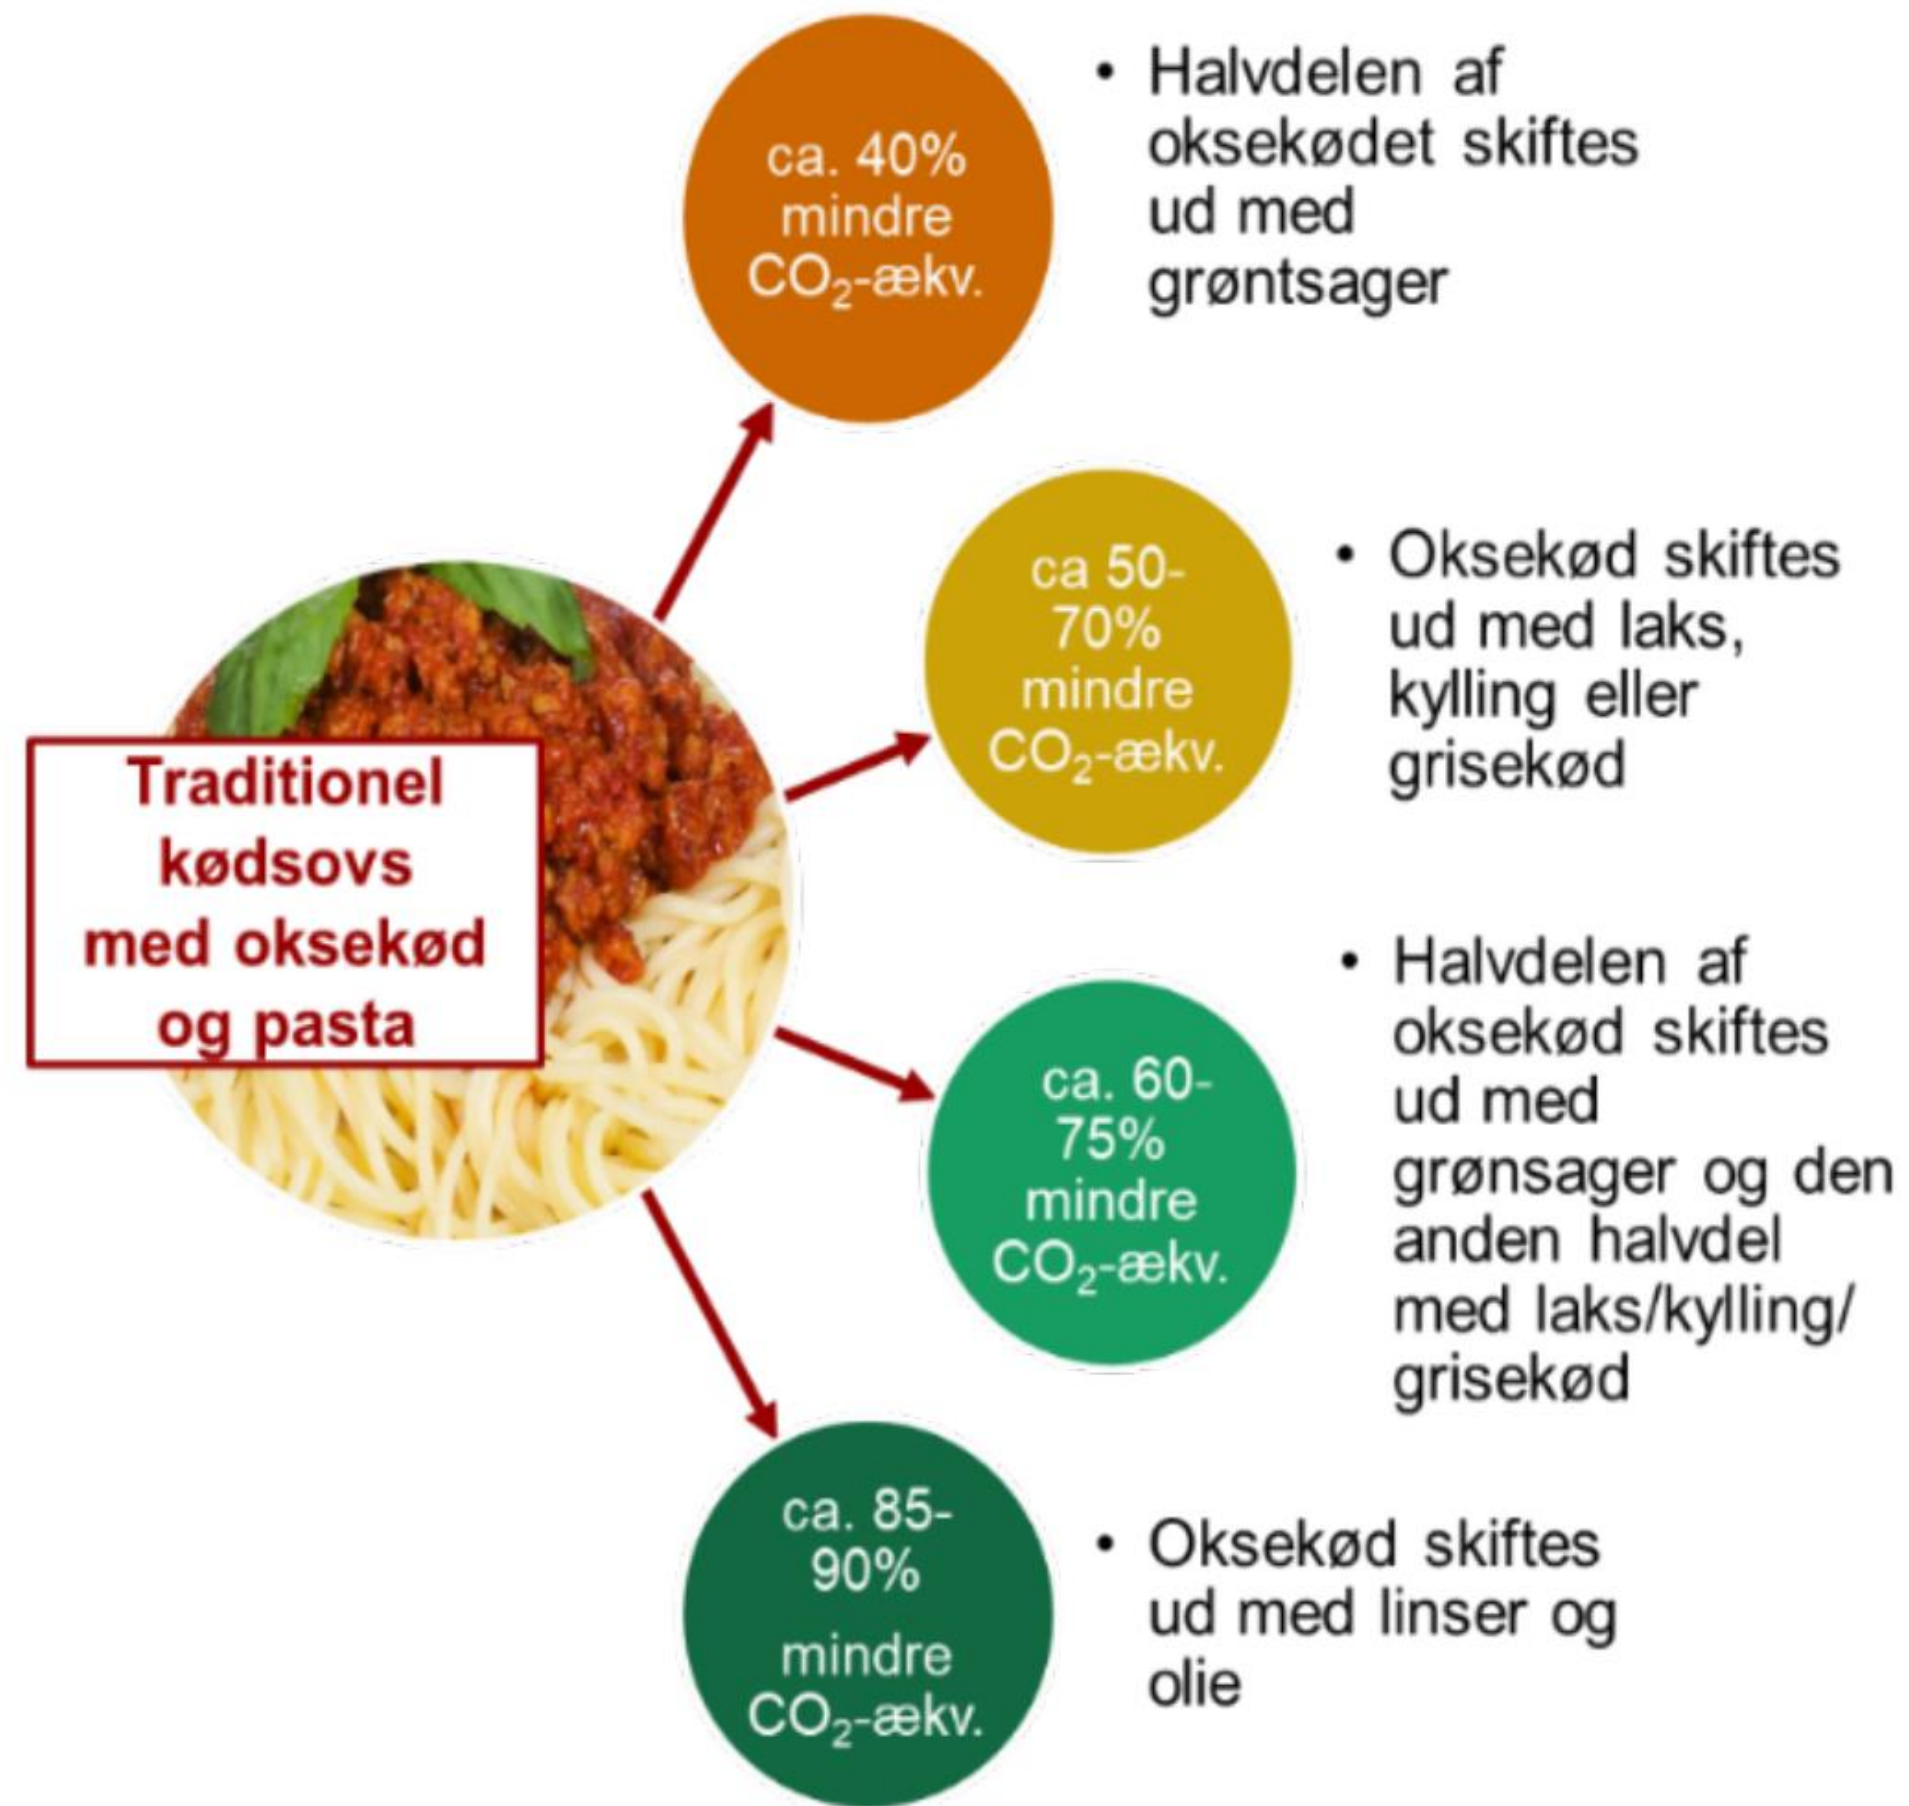 ca. 40%
mindre
CO₂-ækv.
• Halvdelen af
oksekødet skiftes
ud med
grøntsager
ca 50-
70%
mindre
CO₂-ækv.
• Oksekød skiftes
ud med laks,
kylling eller
grisekød
Traditionel
kødsovs
med oksekød
og pasta
ca. 60-
75%
mindre
CO₂-ækv.
• Halvdelen af
oksekød skiftes
ud med
grønsager og den
anden halvdel
med laks/kylling/
grisekød
ca. 85-
90%
mindre
CO₂-ækv.
• Oksekød skiftes
ud med linser og
olie